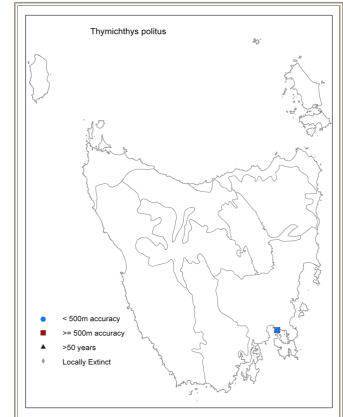 Thymichthys politus
< 500m accuracy
>= 500m accuracy
>50 years
Locally Extinct